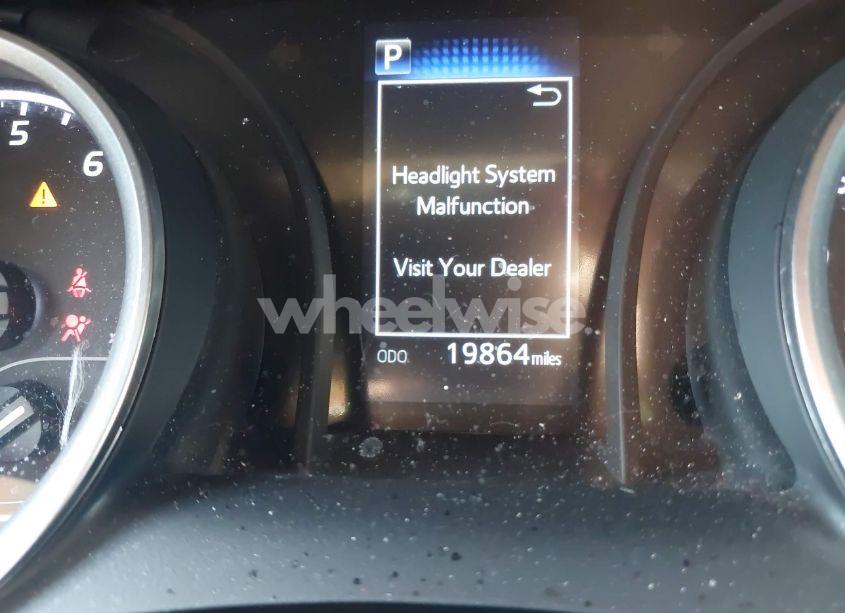 P
5
6
Headlight System
Malfunction
Visit Your Dealer
wheelwise
ODO 19864 miles